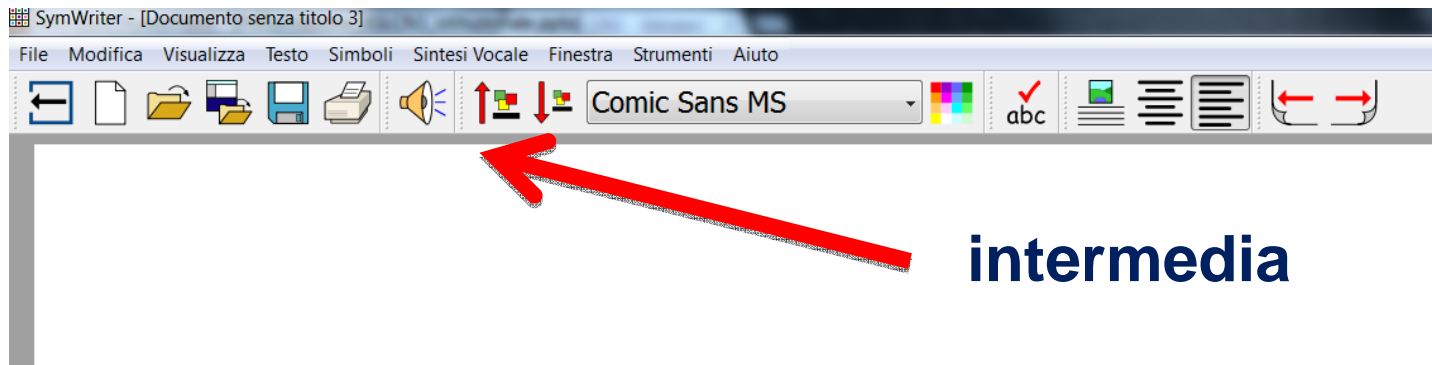 SymWriter - [Documento senza titolo 3]
File Modifica Visualizza Testo Simboli Sintesi Vocale Finestra Strumenti Aiuto
Comic Sans MS
abc
intermedia